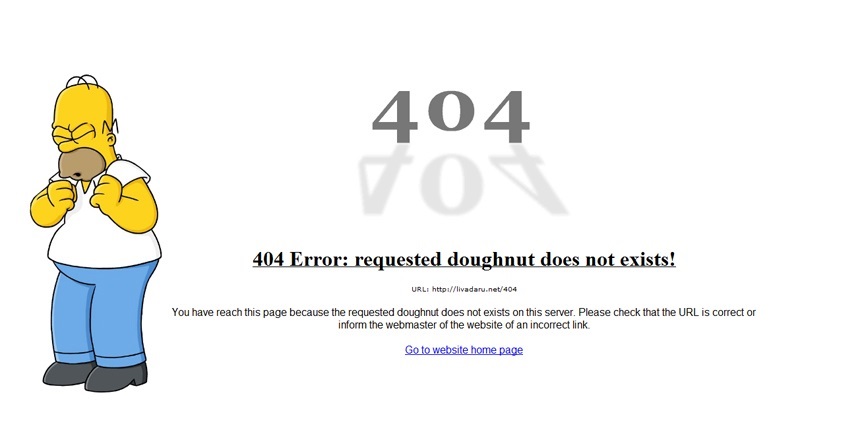 404
404 Error: requested doughnut does not exists!
URL: http://livadaru.net/404
You have reach this page because the requested doughnut does not exists on this server. Please check that the URL is correct or
inform the webmaster of the website of an incorrect link.
Go to website home page